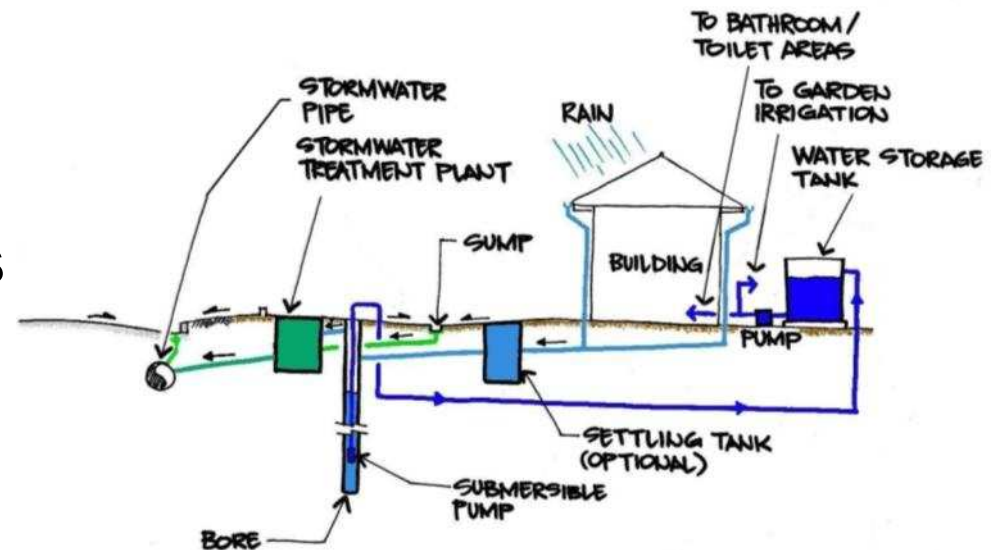 TO BATHROOM/
TOILET AREAS
STORMWATER
PIPE
TO GARDEN
IRRIGATION
RAIN
STORMWATER
TREATMENT PLANT
WATER STORAGE
TANK
SUMP
BUILDING
PUMP
SETTLING TANK
(OPTIONAL)
SUBMERSIBLE
PUMP
BORE